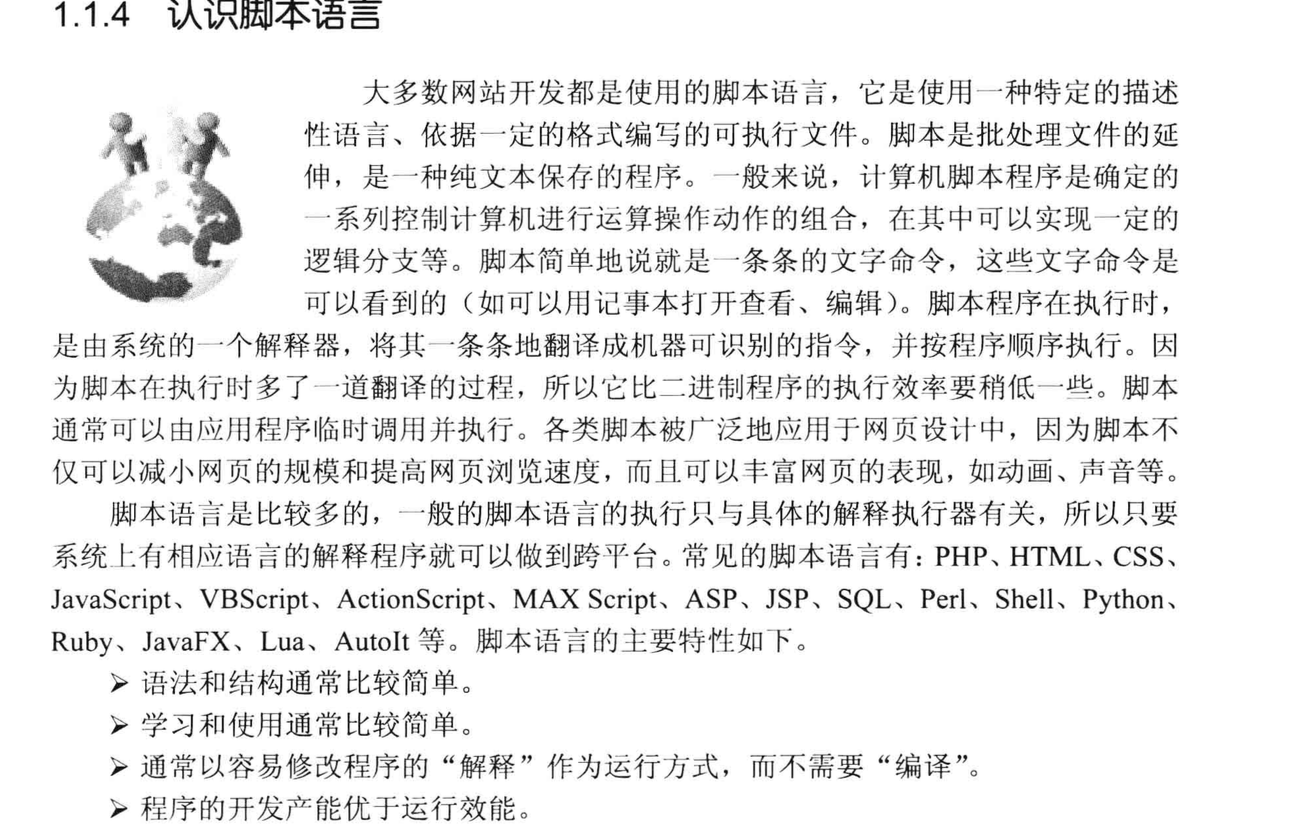 1.1.4 认识脚本语言
大多数网站开发都是使用的脚本语言，它是使用一种特定的描述
性语言、依据一定的格式编写的可执行文件。脚本是批处理文件的延
伸，是一种纯文本保存的程序。一般来说，计算机脚本程序是确定的
一系列控制计算机进行运算操作动作的组合，在其中可以实现一定的
逻辑分支等。脚本简单地说就是一条条的文字命令，这些文字命令是
可以看到的（如可以用记事本打开查看、编辑）。脚本程序在执行时，
是由系统的一个解释器，将其一条条地翻译成机器可识别的指令，并按程序顺序执行。因
为脚本在执行时多了一道翻译的过程，所以它比二进制程序的执行效率要稍低一些。脚本
通常可以由应用程序临时调用并执行。各类脚本被广泛地应用于网页设计中，因为脚本不
仅可以减小网页的规模和提高网页浏览速度，而且可以丰富网页的表现，如动画、声音等。
脚本语言是比较多的，一般的脚本语言的执行只与具体的解释执行器有关，所以只要
系统上有相应语言的解释程序就可以做到跨平台。常见的脚本语言有：PHP、HTML、CSS、
JavaScript、VBScript、ActionScript、MAX Script、ASP、JSP、SQL、Perl、Shell、Python、
Ruby、JavaFX、Lua、AutoIt 等。脚本语言的主要特性如下。
➢ 语法和结构通常比较简单。
➢ 学习和使用通常比较简单。
➢ 通常以容易修改程序的“解释”作为运行方式，而不需要“编译”。
➢ 程序的开发产能优于运行效能。